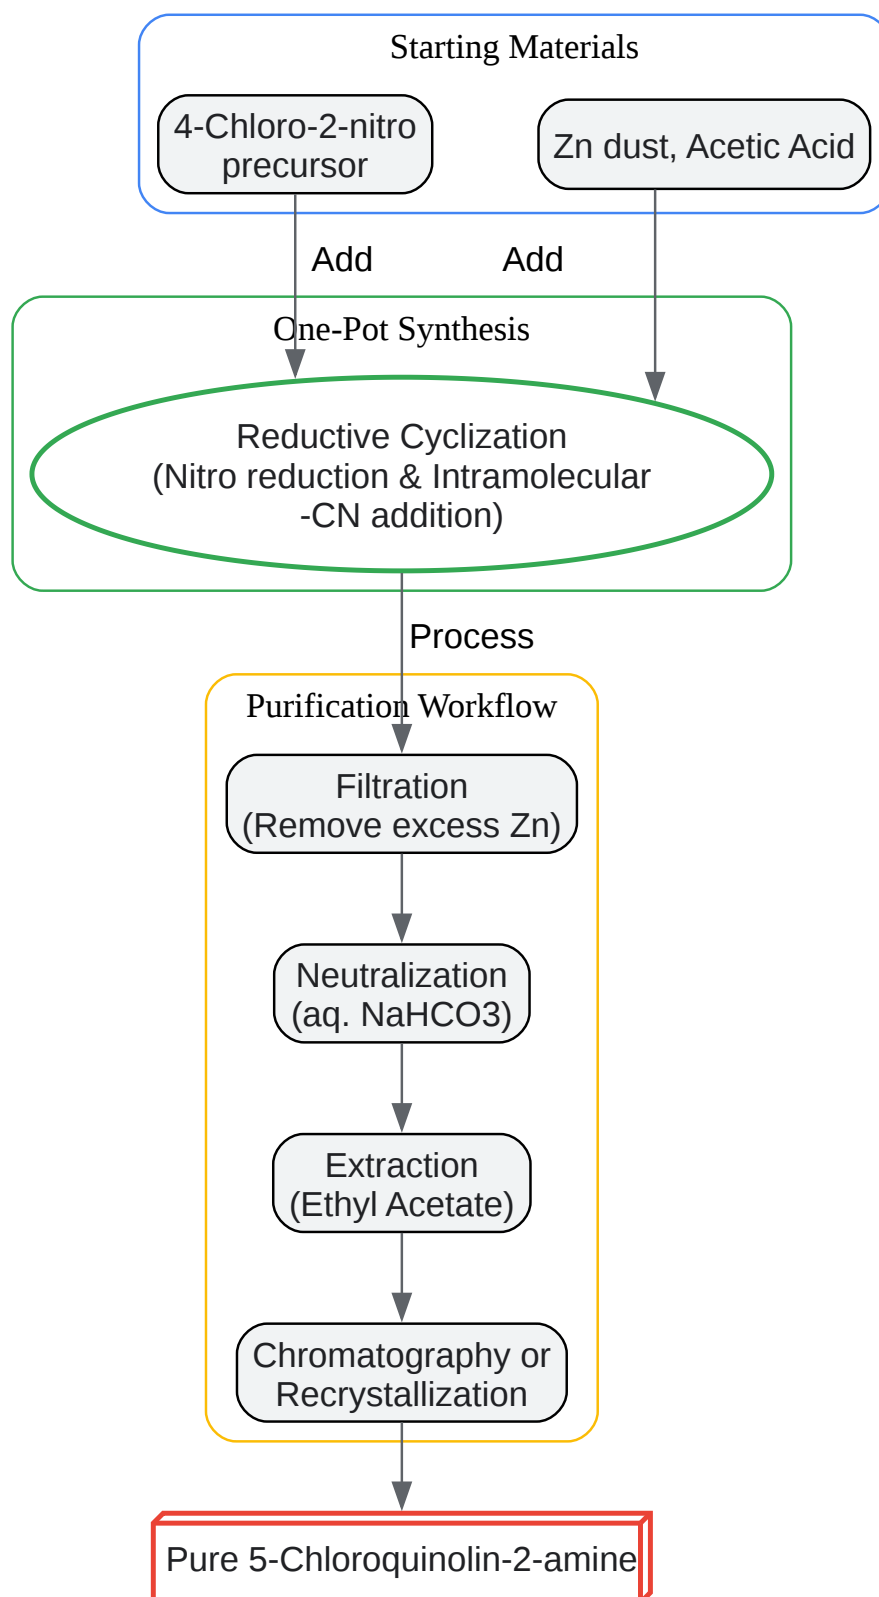 Starting Materials
4-Chloro-2-nitro
precursor
Zn dust, Acetic Acid
Add
Add
One-Pot Synthesis
Reductive Cyclization
(Nitro reduction & Intramolecular
-CN addition)
Process
Purification Workflow
Filtration
(Remove excess Zn)
Neutralization
(aq. NaHCO3)
Extraction
(Ethyl Acetate)
Chromatography or
Recrystallization
Pure 5-Chloroquinolin-2-amine